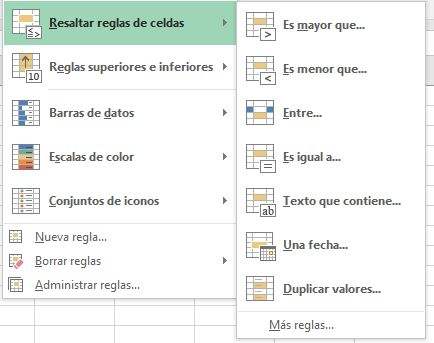 Resaltar reglas de celdas
Reglas superiores e inferiores
10
Barras de datos
Escalas de color
Conjuntos de iconos
Nueva regla...
Borrar reglas
Administrar reglas...
Es mayor que...
Es menor que...
Entre...
Es igual a...
Texto que contiene...
ab
Una fecha...
Duplicar valores...
Más reglas...